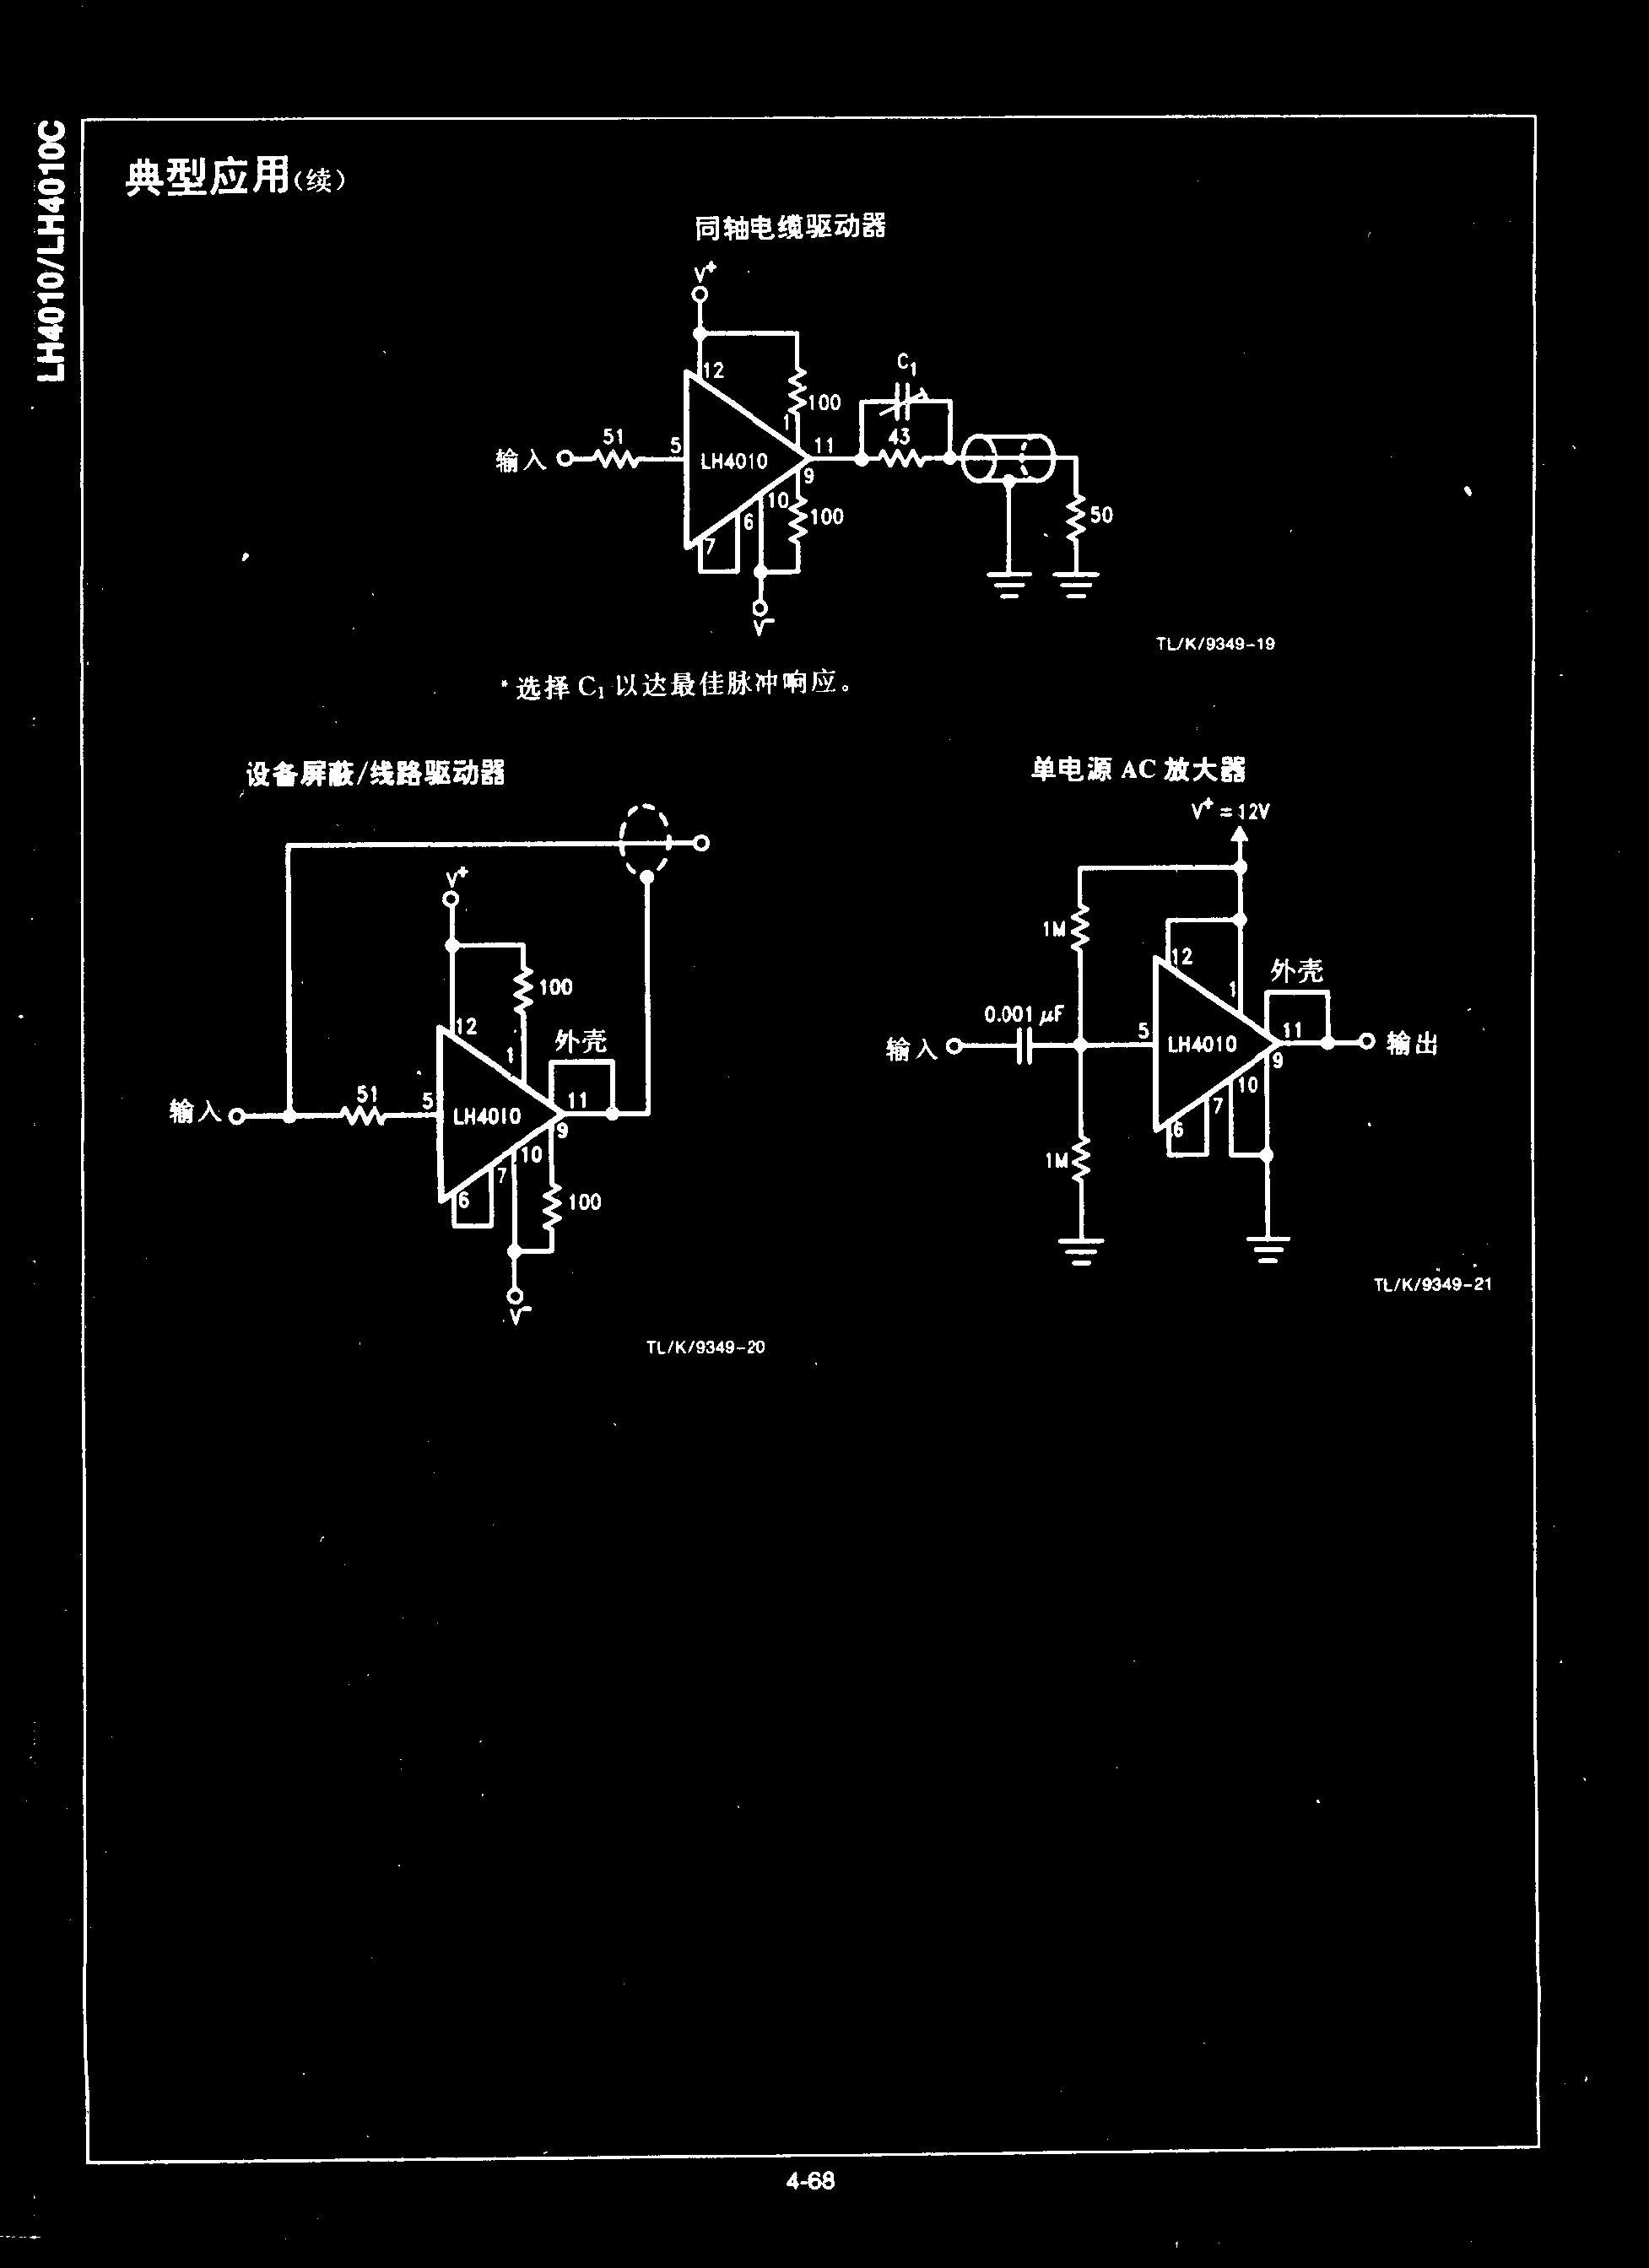 LH4010/LH4010C
典型应用(续)
同轴电缆驱动器
V+
12
100
C1
1
51
5
LH4010
11
43
输入
9
10
100
6
7
50
V-
TL/K/9349-19
*选择 C1 以达最佳脉冲响应。
设备屏蔽/线路驱动器
V+
100
12
1
外壳
51
5
LH4010
11
输入
9
10
7
6
100
V-
TL/K/9349-20
单电源 AC 放大器
V+ = 12V
1M
12
外壳
1
0.001 μF
5
LH4010
11
输入
输出
9
10
7
6
1M
TL/K/9349-21
4-68